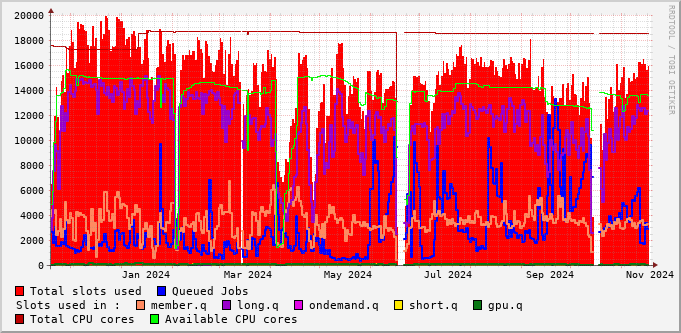 20000
18000
16000
14000
12000
10000
8000
6000
4000
2000
0
Jan 2024 Mar 2024 May 2024 Jul 2024 Sep 2024 Nov 2024
Total slots used Queued Jobs
Slots used in : member.q long.q ondemand.q short.q gpu.q
Total CPU cores Available CPU cores
RRDTOOL / TOBI OETIKER